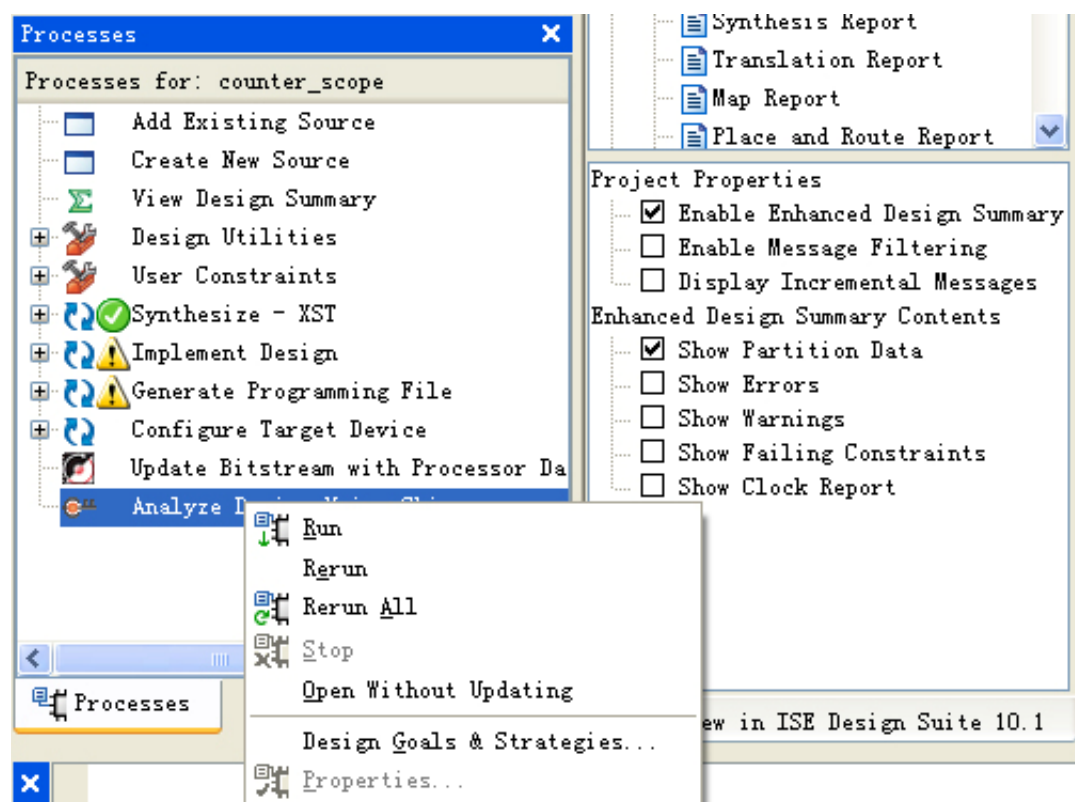 Processes
Processes for: counter_scope
Add Existing Source
Create New Source
View Design Summary
Design Utilities
User Constraints
Synthesize - XST
Implement Design
Generate Programming File
Configure Target Device
Update Bitstream with Processor Da
Analyze
Run
Rerun
Rerun All
Stop
Open Without Updating
Design Goals & Strategies...
Properties...
Processes
Synthesis Report
Translation Report
Map Report
Place and Route Report
Project Properties
Enable Enhanced Design Summary
Enable Message Filtering
Display Incremental Messages
Enhanced Design Summary Contents
Show Partition Data
Show Errors
Show Warnings
Show Failing Constraints
Show Clock Report
ew in ISE Design Suite 10.1